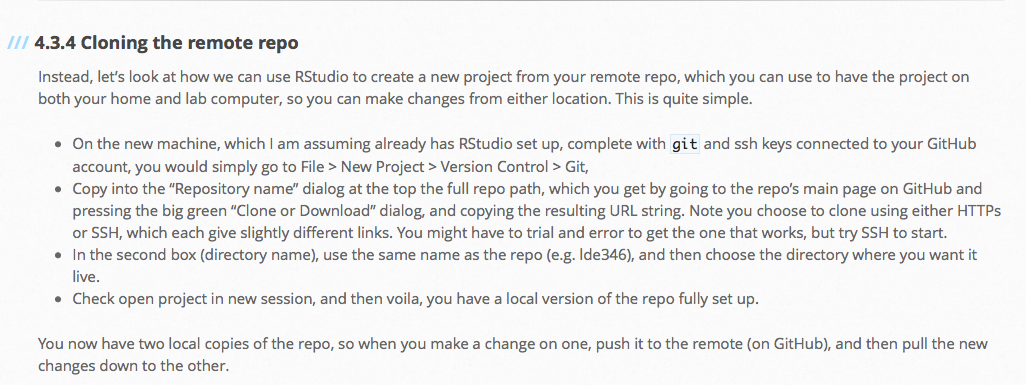 /// 4.3.4 Cloning the remote repo
Instead, let’s look at how we can use RStudio to create a new project from your remote repo, which you can use to have the project on
both your home and lab computer, so you can make changes from either location. This is quite simple.
• On the new machine, which I am assuming already has RStudio set up, complete with git and ssh keys connected to your GitHub
account, you would simply go to File > New Project > Version Control > Git,
• Copy into the “Repository name” dialog at the top the full repo path, which you get by going to the repo’s main page on GitHub and
pressing the big green “Clone or Download” dialog, and copying the resulting URL string. Note you choose to clone using either HTTPs
or SSH, which each give slightly different links. You might have to trial and error to get the one that works, but try SSH to start.
• In the second box (directory name), use the same name as the repo (e.g. lde346), and then choose the directory where you want it
live.
• Check open project in new session, and then voila, you have a local version of the repo fully set up.
You now have two local copies of the repo, so when you make a change on one, push it to the remote (on GitHub), and then pull the new
changes down to the other.